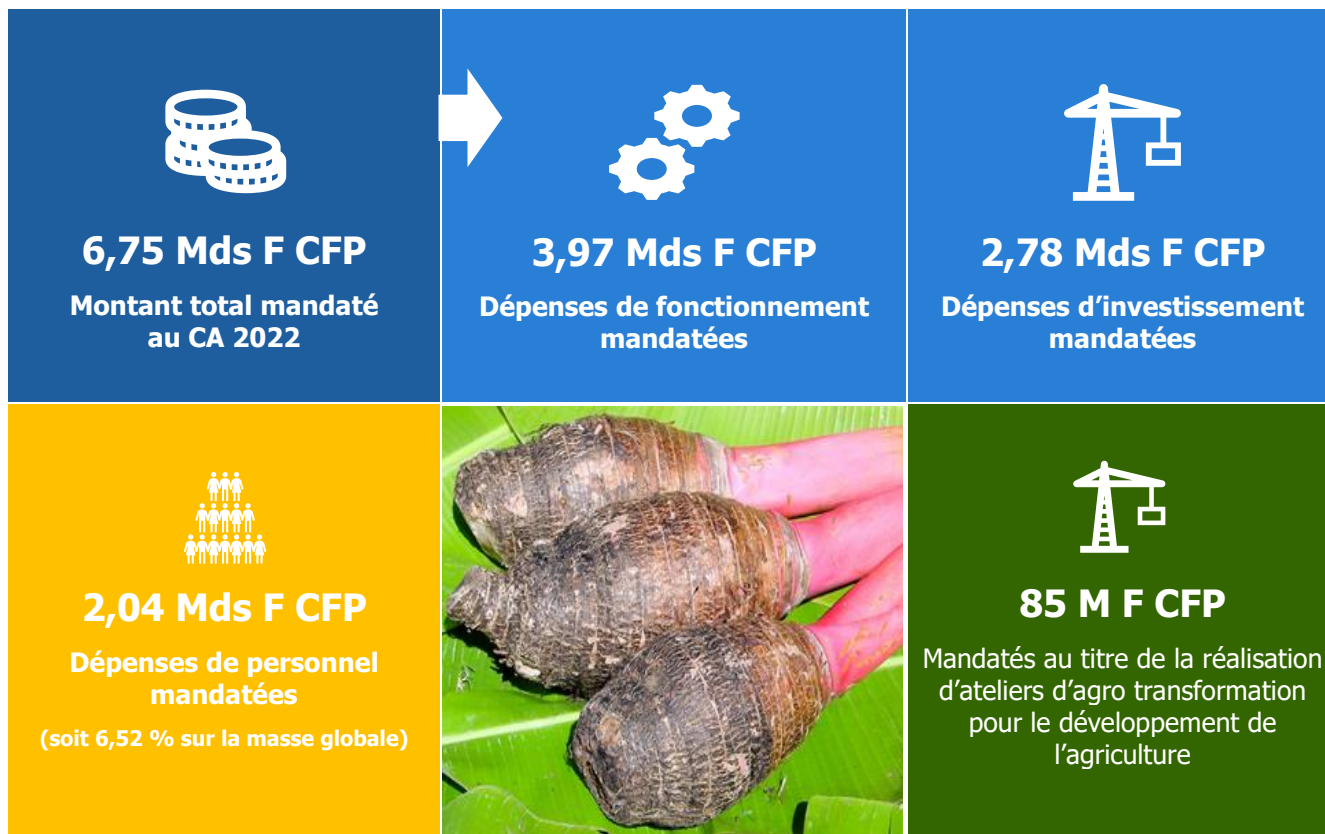 6,75 Mds F CFP
Montant total mandaté
au CA 2022
3,97 Mds F CFP
Dépenses de fonctionnement
mandatées
2,78 Mds F CFP
Dépenses d’investissement
mandatées
2,04 Mds F CFP
Dépenses de personnel
mandatées
(soit 6,52 % sur la masse globale)
85 M F CFP
Mandatés au titre de la réalisation
d’ateliers d’agro transformation
pour le développement de
l’agriculture